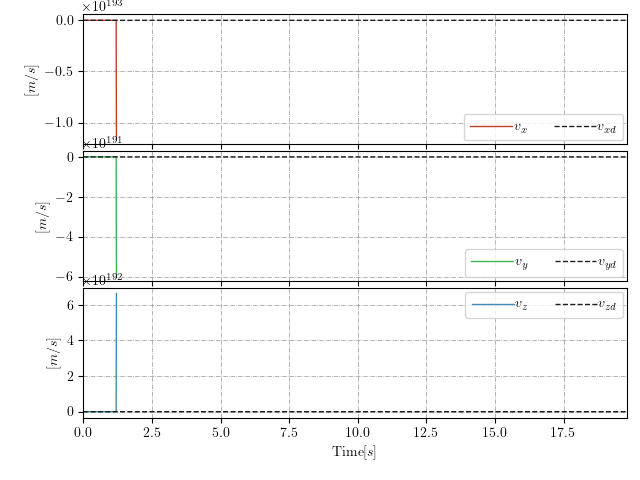 ×10^193
0.0
−0.5
−1.0
[m/s]
v_x v_xd
×10^191
0
−2
−4
−6
[m/s]
v_y v_yd
×10^192
6
4
2
0
[m/s]
v_z v_zd
0.0 2.5 5.0 7.5 10.0 12.5 15.0 17.5
Time[s]